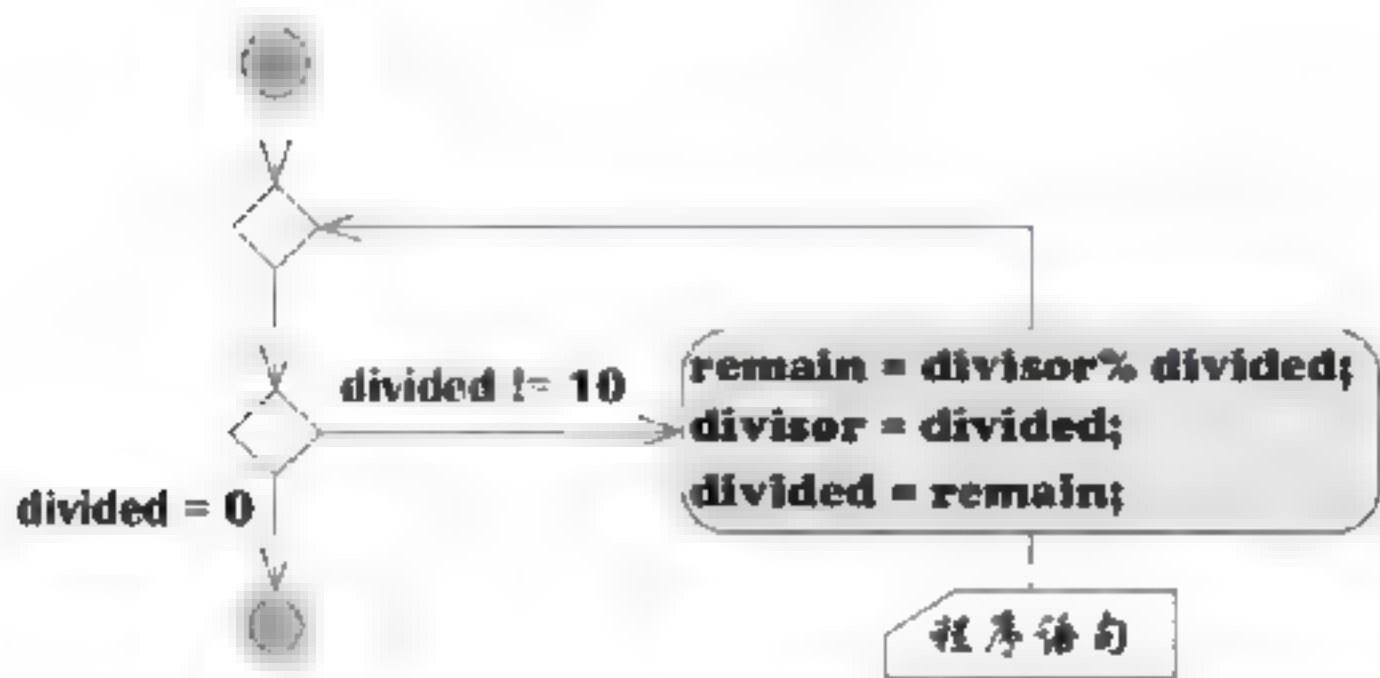 divided != 10
remain = divisor% divided;
divisor = divided;
divided = remain;
divided = 0
程序语句